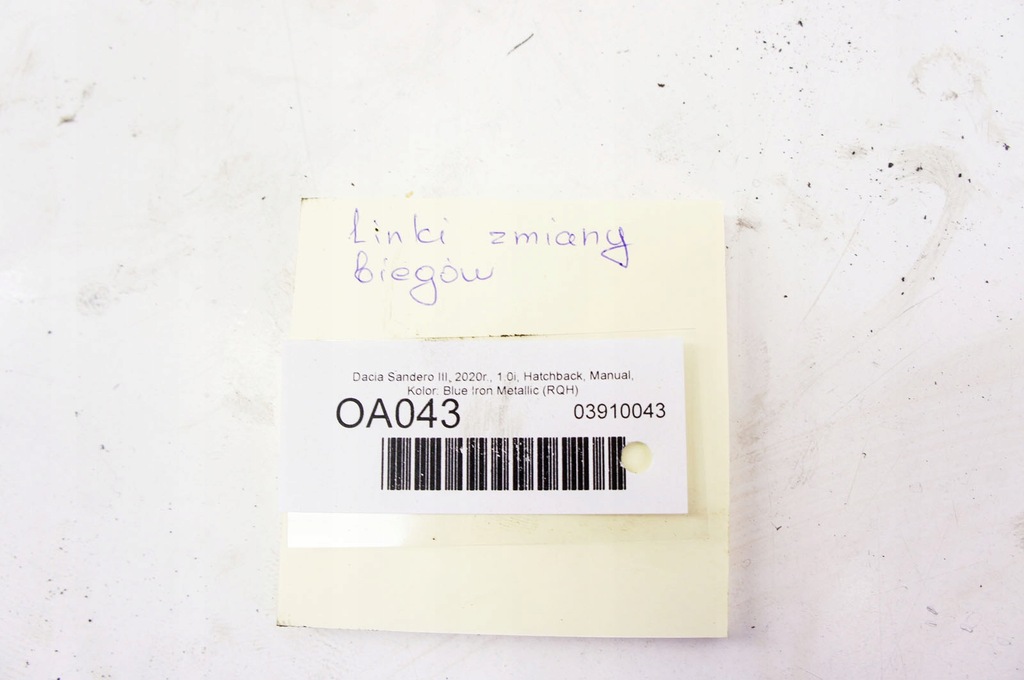 Linki zmiany
biegów
Dacia Sandero III, 2020r., 1.0i, Hatchback, Manual,
Kolor: Blue Iron Metallic (RQH)
OA043 03910043